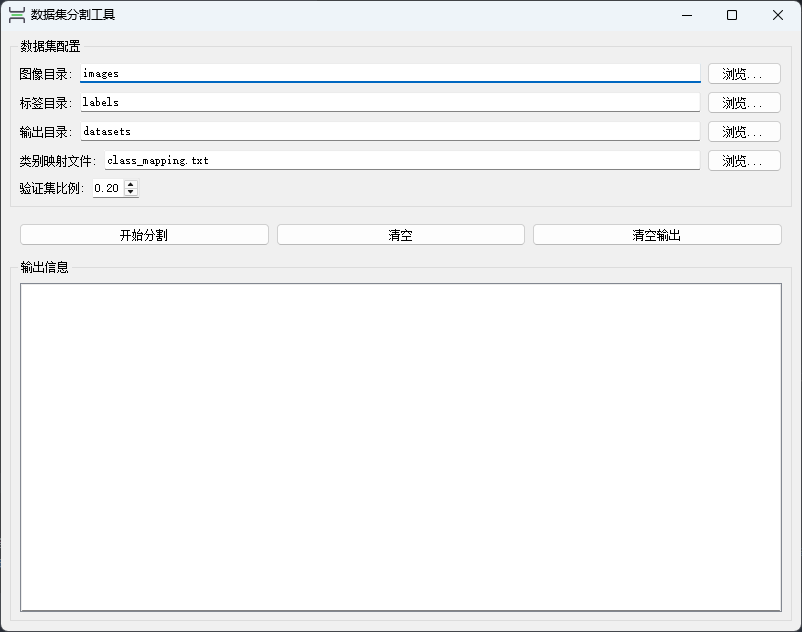 数据集分割工具
数据集配置
图像目录: images 浏览...
标签目录: labels 浏览...
输出目录: datasets 浏览...
类别映射文件: class_mapping.txt 浏览...
验证集比例: 0.20
开始分割 清空 清空输出
输出信息